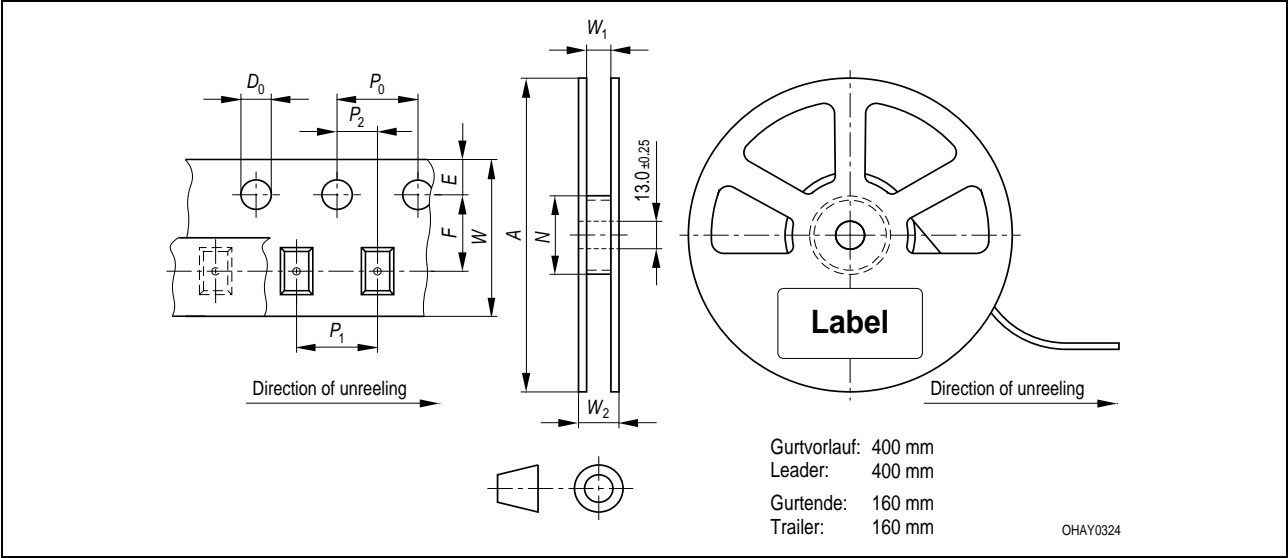 W1
D0
P0
P2
E
F
W
A
N
13.0 ±0.25
Label
P1
Direction of unreeling
W2
Direction of unreeling
Gurtvorlauf: 400 mm
Leader: 400 mm
Gurtende: 160 mm
Trailer: 160 mm
OHAY0324